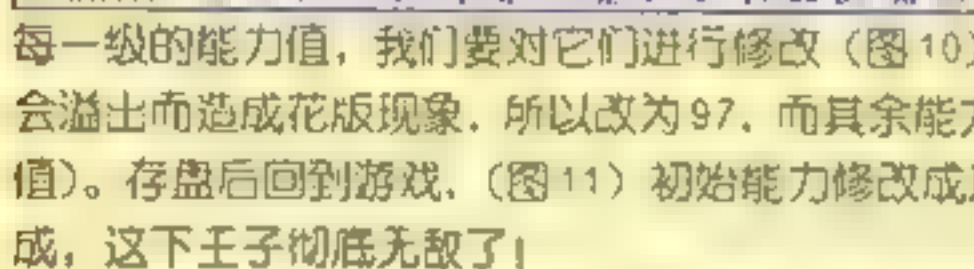 每一级的能力值，我们要对它们进行修改（图10）
会溢出而造成花版现象．所以改为97．而其余能力
值）。存盘后回到游戏．（图11）初始能力修改成
成，这下王子彻底无敌了！